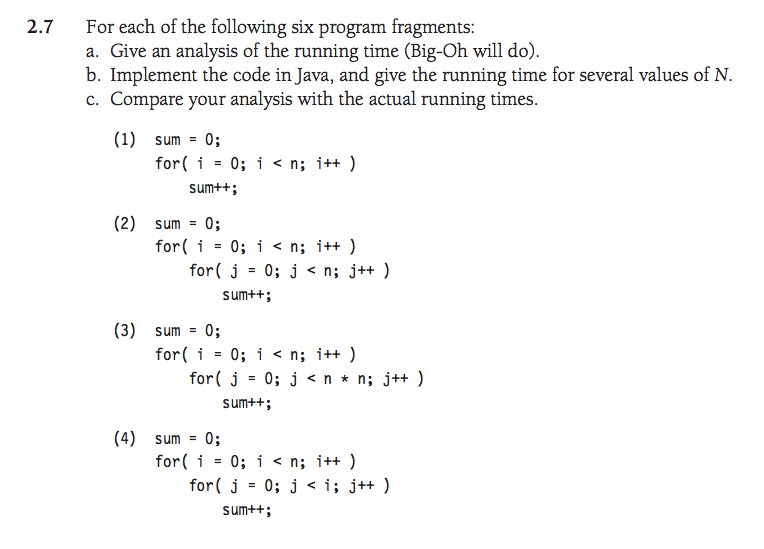 2.7 For each of the following six program fragments:
a. Give an analysis of the running time (Big-Oh will do).
b. Implement the code in Java, and give the running time for several values of N.
c. Compare your analysis with the actual running times.
(1) sum = 0;
for( i = 0; i < n; i++ )
sum++;
(2) sum = 0;
for( i = 0; i < n; i++ )
for( j = 0; j < n; j++ )
sum++;
(3) sum = 0;
for( i = 0; i < n; i++ )
for( j = 0; j < n * n; j++ )
sum++;
(4) sum = 0;
for( i = 0; i < n; i++ )
for( j = 0; j < i; j++ )
sum++;